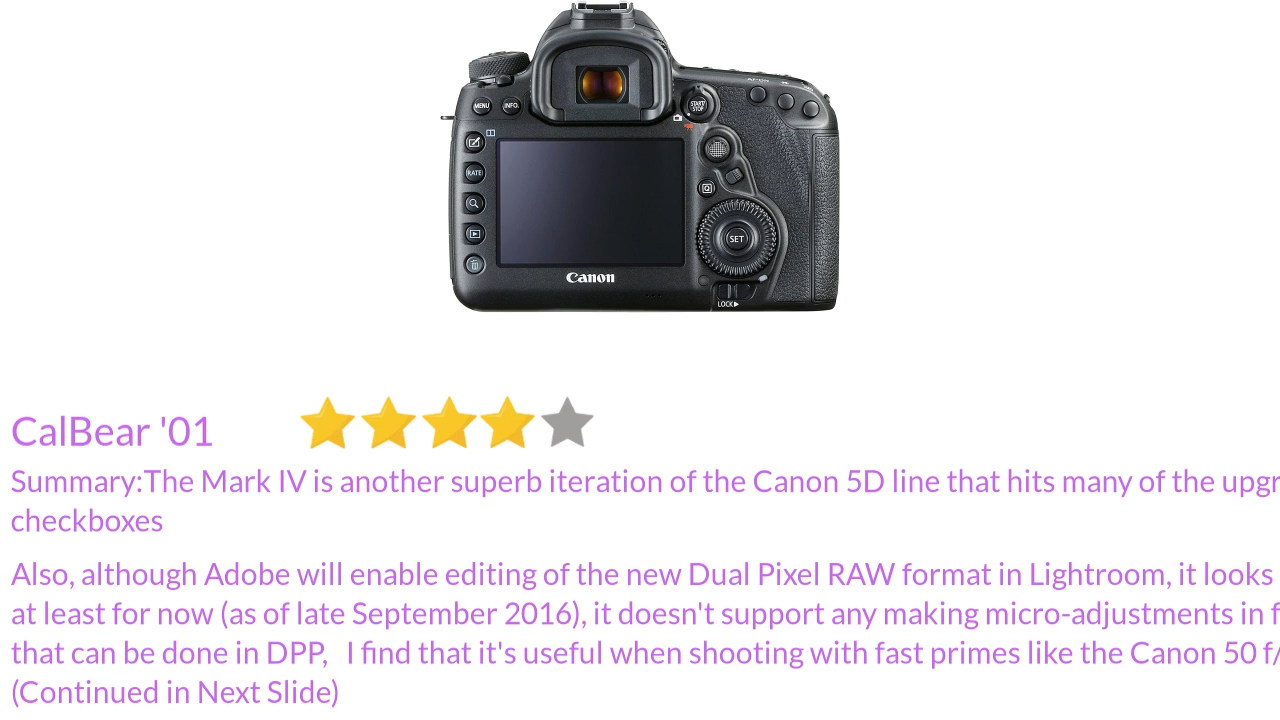 MENU INFO.
START/
STOP
RATE
Q
SET
Canon
LOCK▶
CalBear '01
Summary:The Mark IV is another superb iteration of the Canon 5D line that hits many of the
checkboxes
Also, although Adobe will enable editing of the new Dual Pixel RAW format in Lightroom, it looks
at least for now (as of late September 2016), it doesn't support any making micro-adjustments in
that can be done in DPP, I find that it's useful when shooting with fast primes like the Canon 50
(Continued in Next Slide)